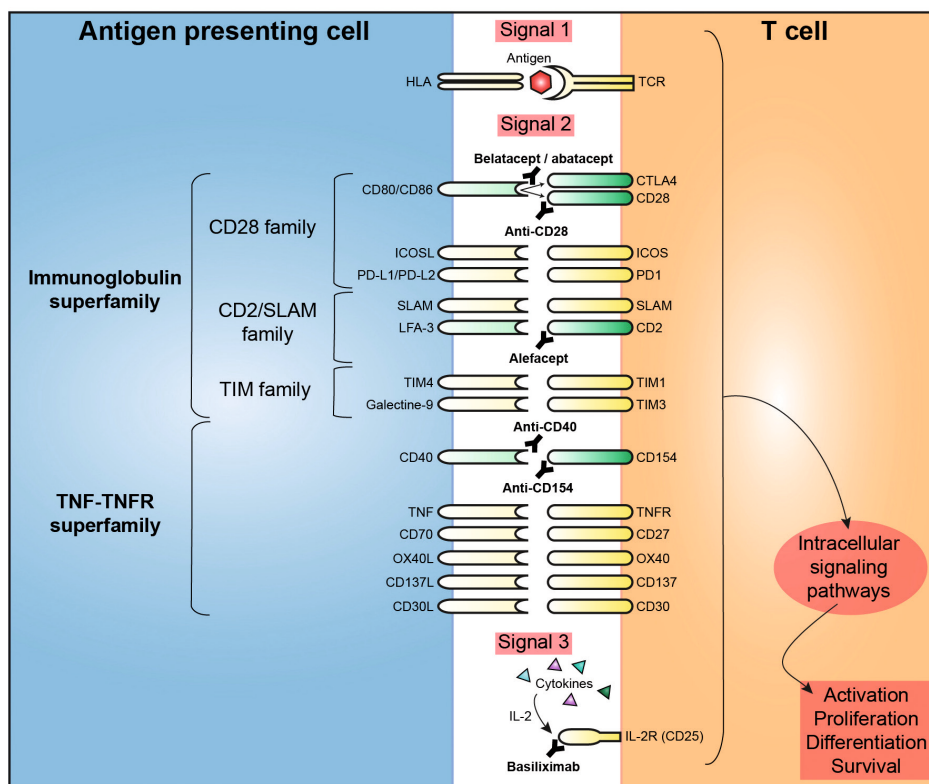 Antigen presenting cell
Signal 1
T cell
Antigen
HLA
TCR
Signal 2
Belatacept / abatacept
CD80/CD86
CTLA4
CD28
Anti-CD28
ICOSL
ICOS
PD-L1/PD-L2
PD1
CD28 family
SLAM
SLAM
LFA-3
CD2
Alefacept
CD2/SLAM
family
Immunoglobulin
superfamily
TIM family
TIM4
TIM1
Galectine-9
TIM3
Anti-CD40
CD40
CD154
Anti-CD154
TNF-TNFR
superfamily
TNF
TNFR
CD70
CD27
OX40L
OX40
CD137L
CD137
CD30L
CD30
Signal 3
Cytokines
IL-2
IL-2R (CD25)
Basiliximab
Intracellular
signaling
pathways
Activation
Proliferation
Differentiation
Survival